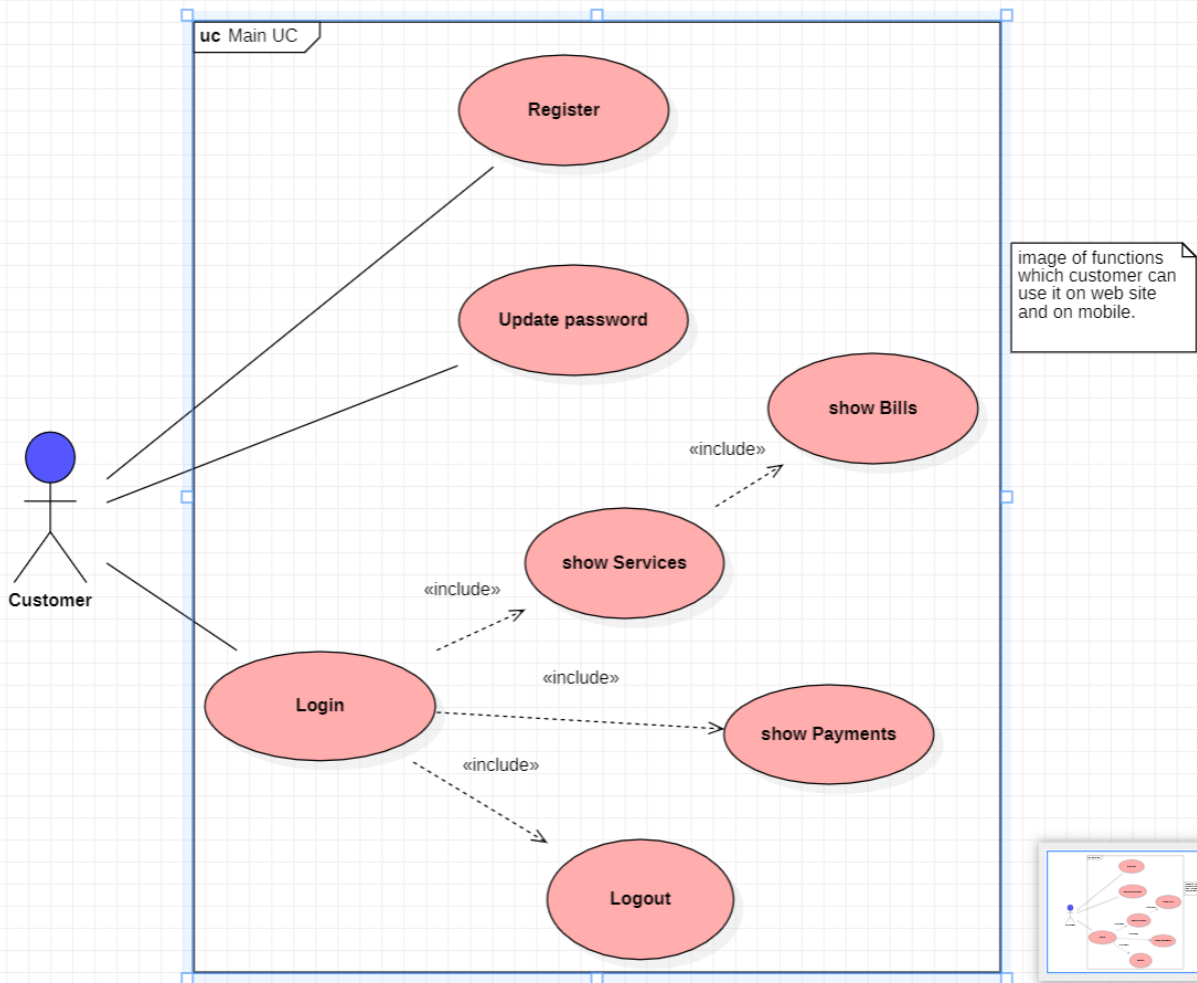 uc Main UC
Register
Update password
image of functions
which customer can
use it on web site
and on mobile.
show Bills
«include»
show Services
«include»
Customer
«include»
Login
show Payments
«include»
Logout